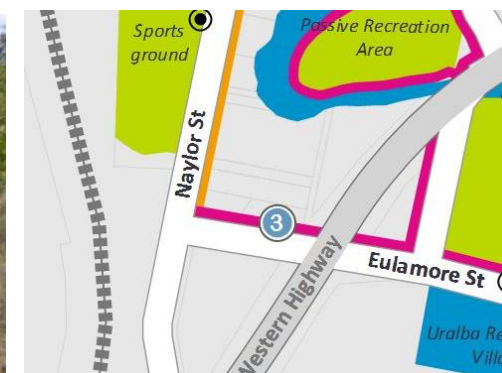 Sports
ground
Passive Recreation
Area
Naylor St
3
Western Highway
Eulamore St
Uralba Re
Villa